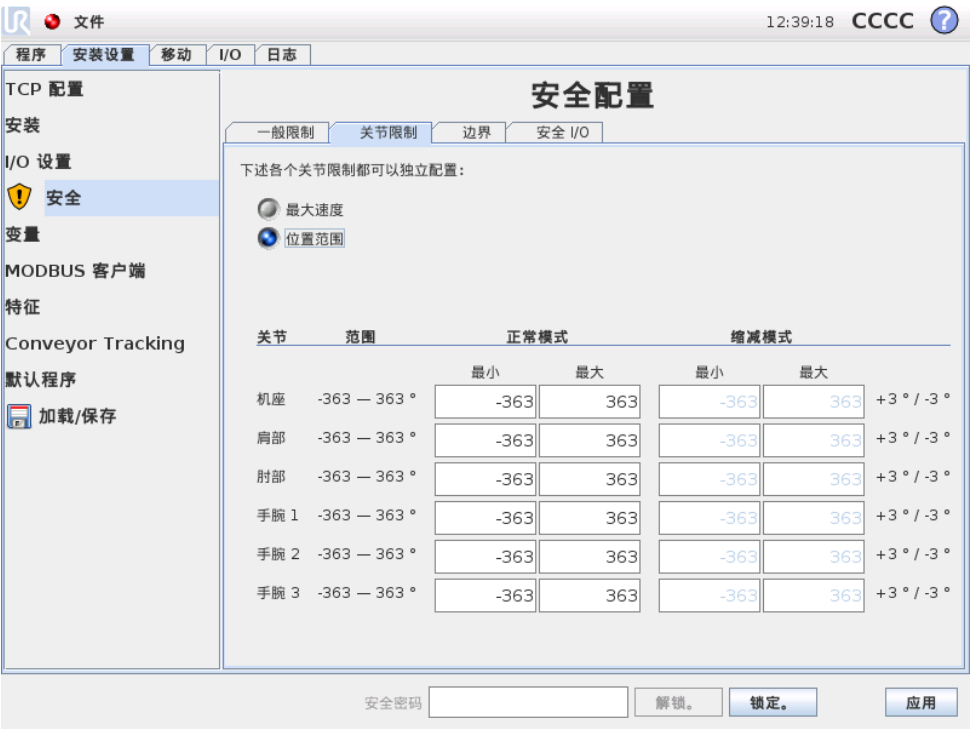 UR 文件 12:39:18 CCCC ?
程序 安装设置 移动 I/O 日志
TCP 配置
安装
I/O 设置
安全
变量
MODBUS 客户端
特征
Conveyor Tracking
默认程序
加载/保存
安全配置
一般限制 关节限制 边界 安全 I/O
下述各个关节限制都可以独立配置:
最大速度
位置范围
关节 范围 正常模式 缩减模式
最小 最大 最小 最大
机座 -363 — 363 ° -363 363 -363 363 +3 ° / -3 °
肩部 -363 — 363 ° -363 363 -363 363 +3 ° / -3 °
肘部 -363 — 363 ° -363 363 -363 363 +3 ° / -3 °
手腕 1 -363 — 363 ° -363 363 -363 363 +3 ° / -3 °
手腕 2 -363 — 363 ° -363 363 -363 363 +3 ° / -3 °
手腕 3 -363 — 363 ° -363 363 -363 363 +3 ° / -3 °
安全密码 解锁。 锁定。 应用